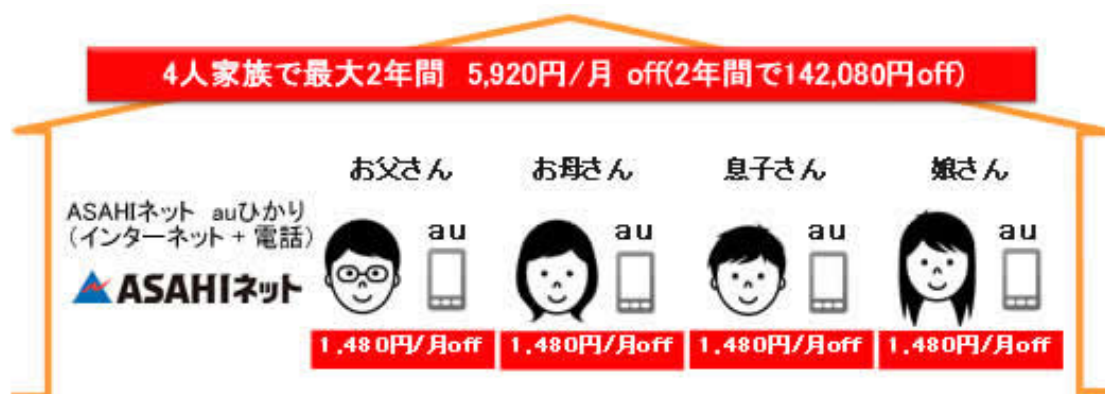 4人家族で最大2年間 5,920円/月 off(2年間で142,080円off)
お父さん お母さん 息子さん 娘さん
ASAHIネット auひかり
(インターネット + 電話)
au au au au
ASAHIネット
1,480円/月off 1,480円/月off 1,480円/月off 1,480円/月off